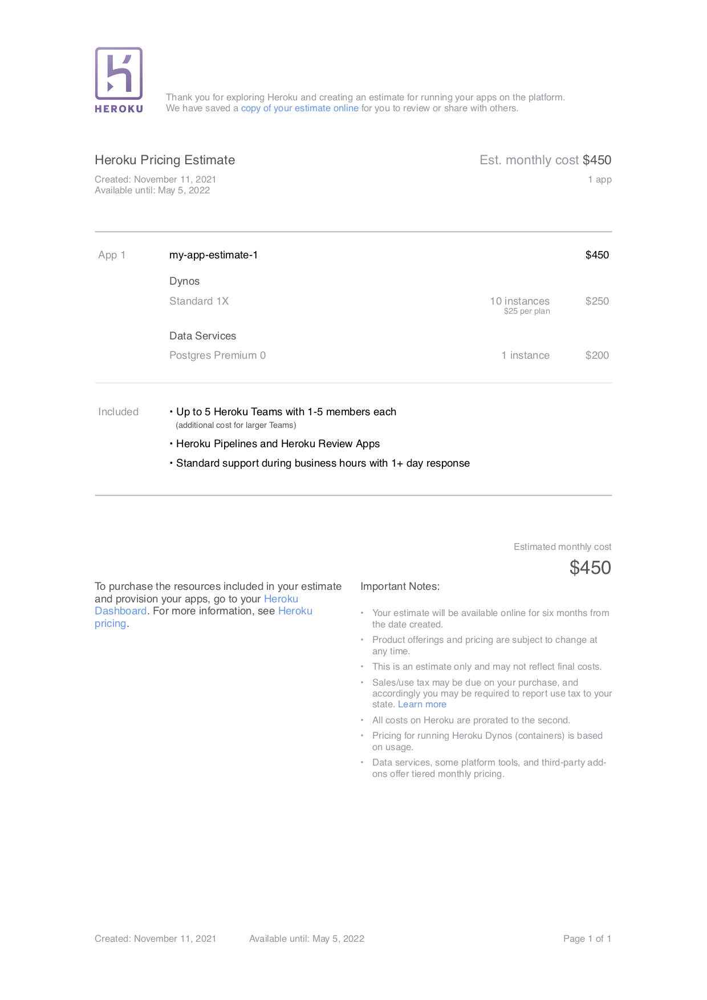 HEROKU
Thank you for exploring Heroku and creating an estimate for running your apps on the platform.
We have saved a copy of your estimate online for you to review or share with others.
Heroku Pricing Estimate
Est. monthly cost $450
Created: November 11, 2021
1 app
Available until: May 5, 2022
App 1 my-app-estimate-1 $450
Dynos
Standard 1X 10 instances $250
$25 per plan
Data Services
Postgres Premium 0 1 instance $200
Included • Up to 5 Heroku Teams with 1-5 members each
(additional cost for larger Teams)
• Heroku Pipelines and Heroku Review Apps
• Standard support during business hours with 1+ day response
Estimated monthly cost
$450
To purchase the resources included in your estimate
and provision your apps, go to your Heroku
Dashboard. For more information, see Heroku
pricing.
Important Notes:
• Your estimate will be available online for six months from
the date created.
• Product offerings and pricing are subject to change at
any time.
• This is an estimate only and may not reflect final costs.
• Sales/use tax may be due on your purchase, and
accordingly you may be required to report use tax to your
state. Learn more
• All costs on Heroku are prorated to the second.
• Pricing for running Heroku Dynos (containers) is based
on usage.
• Data services, some platform tools, and third-party add-
ons offer tiered monthly pricing.
Created: November 11, 2021 Available until: May 5, 2022 Page 1 of 1